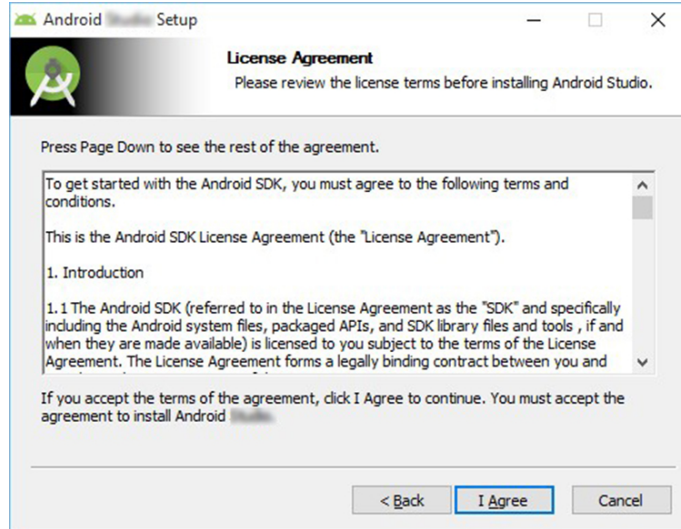 Android Setup
License Agreement
Please review the license terms before installing Android Studio.
Press Page Down to see the rest of the agreement.
To get started with the Android SDK, you must agree to the following terms and
conditions.
This is the Android SDK License Agreement (the "License Agreement").
1. Introduction
1.1 The Android SDK (referred to in the License Agreement as the "SDK" and specifically
including the Android system files, packaged APIs, and SDK library files and tools , if and
when they are made available) is licensed to you subject to the terms of the License
Agreement. The License Agreement forms a legally binding contract between you and
If you accept the terms of the agreement, click I Agree to continue. You must accept the
agreement to install Android
< Back
I Agree
Cancel